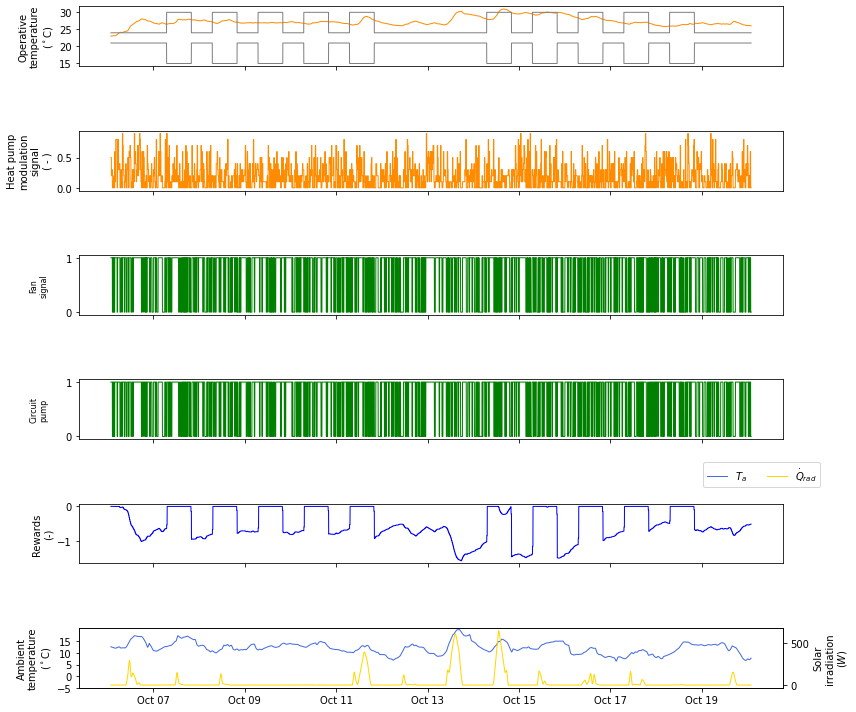 Operative
temperature
(°C)
30
25
20
15
Heat pump
modulation
signal
( - )
0.5
0.0
Fan
signal
1
0
Circuit
pump
1
0
T_a
Q̇_rad
Rewards
(-)
0
−1
Ambient
temperature
(°C)
15
10
5
0
−5
500
0
Solar
irradiation
(W)
Oct 07 Oct 09 Oct 11 Oct 13 Oct 15 Oct 17 Oct 19